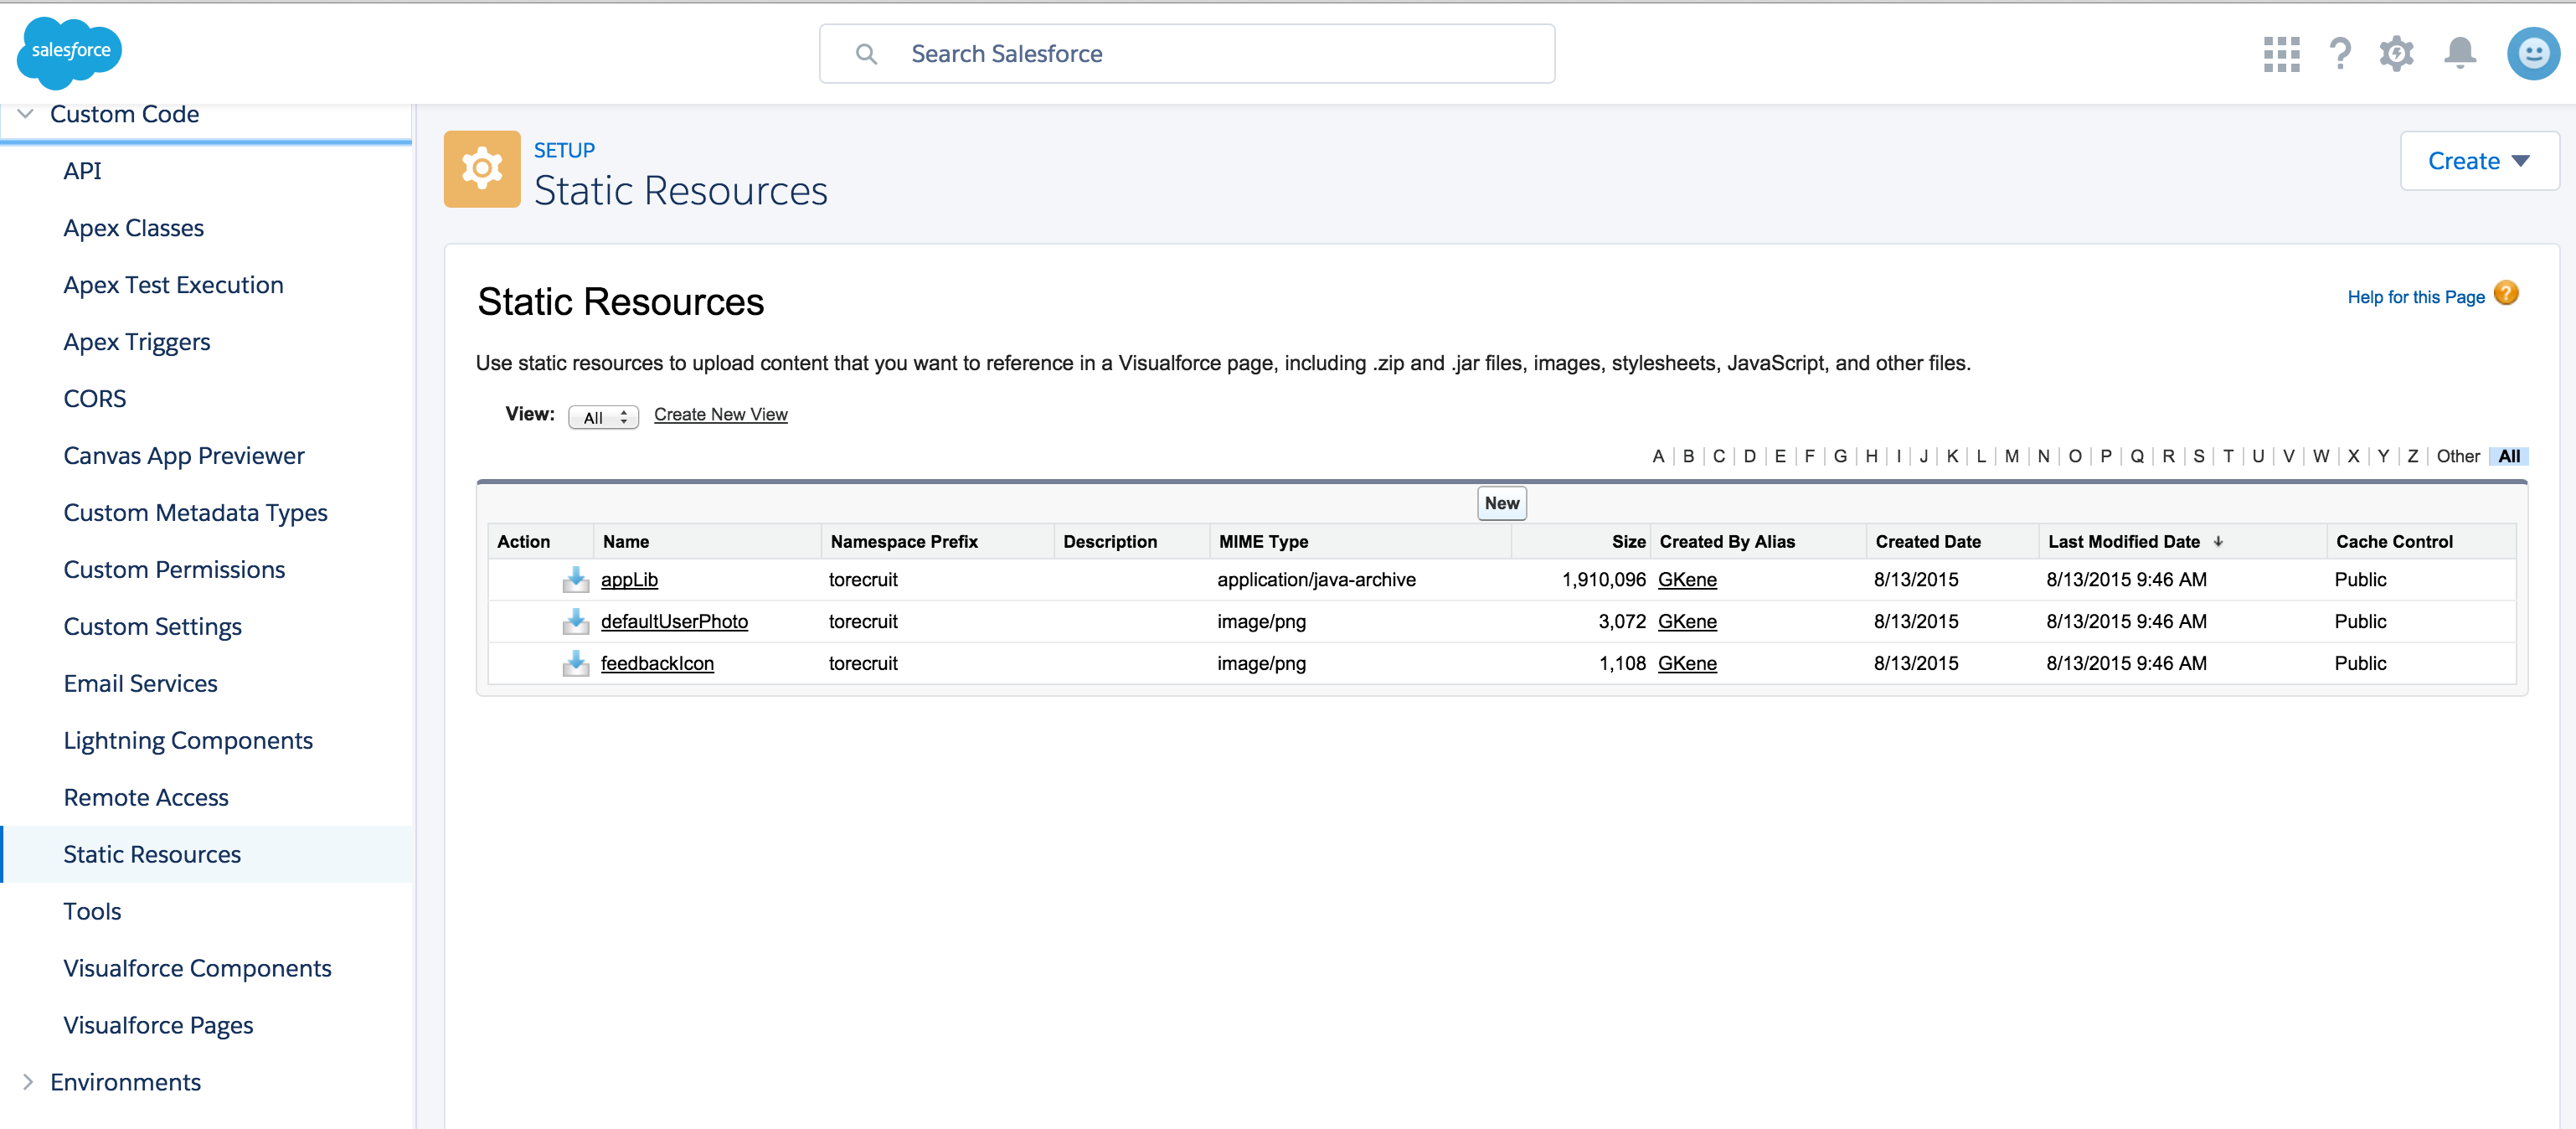 salesforce
Search Salesforce
Custom Code
API
Apex Classes
Apex Test Execution
Apex Triggers
CORS
Canvas App Previewer
Custom Metadata Types
Custom Permissions
Custom Settings
Email Services
Lightning Components
Remote Access
Static Resources
Tools
Visualforce Components
Visualforce Pages
Environments
SETUP
Static Resources
Create
Static Resources
Help for this Page ?
Use static resources to upload content that you want to reference in a Visualforce page, including .zip and .jar files, images, stylesheets, JavaScript, and other files.
View: All Create New View
A | B | C | D | E | F | G | H | I | J | K | L | M | N | O | P | Q | R | S | T | U | V | W | X | Y | Z | Other | All
New
Action Name Namespace Prefix Description MIME Type Size Created By Alias Created Date Last Modified Date ↓ Cache Control
appLib torecruit application/java-archive 1,910,096 GKene 8/13/2015 8/13/2015 9:46 AM Public
defaultUserPhoto torecruit image/png 3,072 GKene 8/13/2015 8/13/2015 9:46 AM Public
feedbackIcon torecruit image/png 1,108 GKene 8/13/2015 8/13/2015 9:46 AM Public